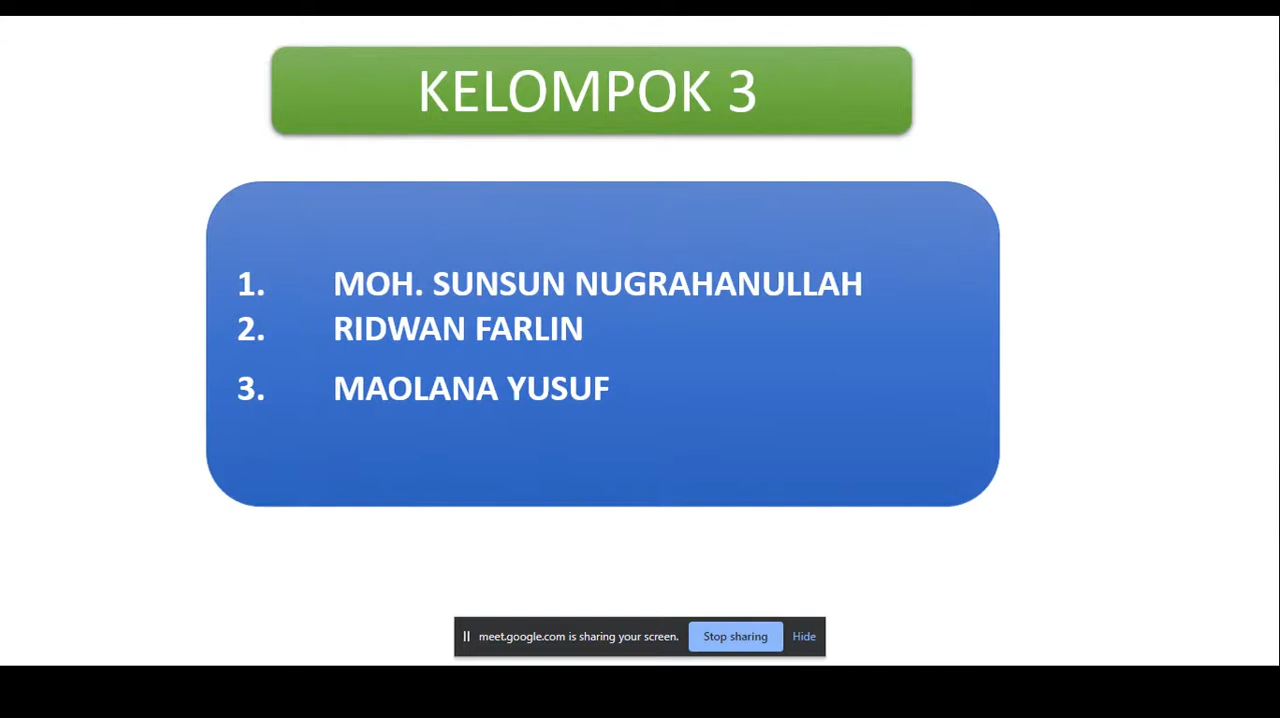 KELOMPOK 3
1. MOH. SUNSUN NUGRAHANULLAH
2. RIDWAN FARLIN
3. MAOLANA YUSUF
meet.google.com is sharing your screen. Stop sharing Hide